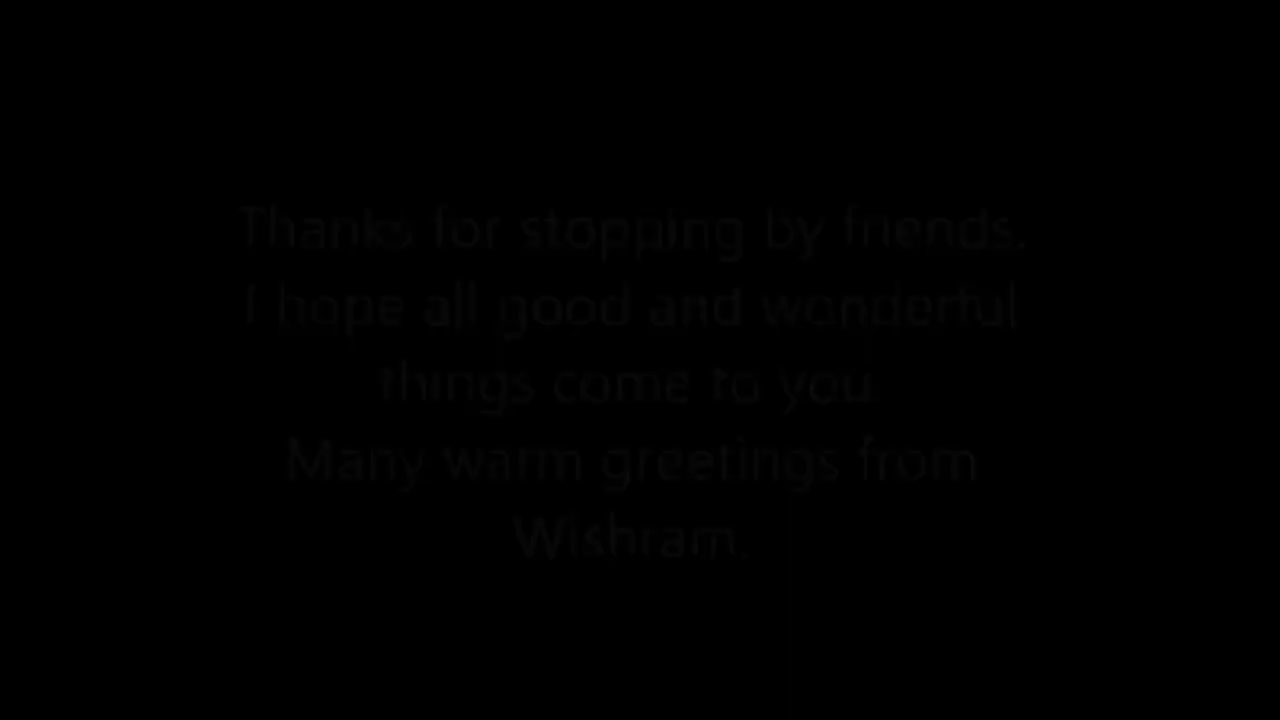 Thanks for stopping by friends.
I hope all good and wonderful
things come to you.
Many warm greetings from
Wishram.